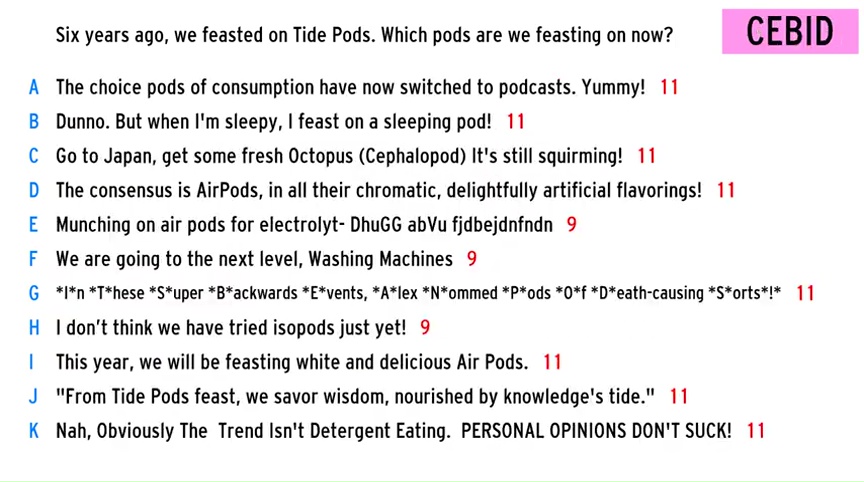 Six years ago, we feasted on Tide Pods. Which pods are we feasting on now?
CEBID
A The choice pods of consumption have now switched to podcasts. Yummy! 11
B Dunno. But when I'm sleepy, I feast on a sleeping pod! 11
C Go to Japan, get some fresh Octopus (Cephalopod) It's still squirming! 11
D The consensus is AirPods, in all their chromatic, delightfully artificial flavorings! 11
E Munching on air pods for electrolyt- DhuGG abVu fjdbejdnfndn 9
F We are going to the next level, Washing Machines 9
G *I*n *T*hese *S*uper *B*ackwards *E*vents, *A*lex *N*ommed *P*ods *O*f *D*eath-causing *S*orts*!* 11
H I don't think we have tried isopods just yet! 9
I This year, we will be feasting white and delicious Air Pods. 11
J "From Tide Pods feast, we savor wisdom, nourished by knowledge's tide." 11
K Nah, Obviously The Trend Isn't Detergent Eating. PERSONAL OPINIONS DON'T SUCK! 11